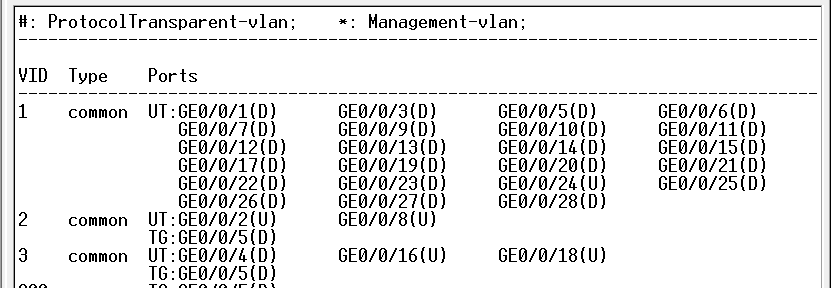 #: ProtocolTransparent-vlan;    *: Management-vlan;
--------------------------------------------------------------------------------
VID  Type    Ports
--------------------------------------------------------------------------------
1    common  UT:GE0/0/1(D)      GE0/0/3(D)      GE0/0/5(D)      GE0/0/6(D)
                GE0/0/7(D)      GE0/0/9(D)      GE0/0/10(D)     GE0/0/11(D)
                GE0/0/12(D)     GE0/0/13(D)     GE0/0/14(D)     GE0/0/15(D)
                GE0/0/17(D)     GE0/0/19(D)     GE0/0/20(D)     GE0/0/21(D)
                GE0/0/22(D)     GE0/0/23(D)     GE0/0/24(U)     GE0/0/25(D)
                GE0/0/26(D)     GE0/0/27(D)     GE0/0/28(D)
2    common  UT:GE0/0/2(U)      GE0/0/8(U)
             TG:GE0/0/5(D)
3    common  UT:GE0/0/4(D)      GE0/0/16(U)     GE0/0/18(U)
             TG:GE0/0/5(D)